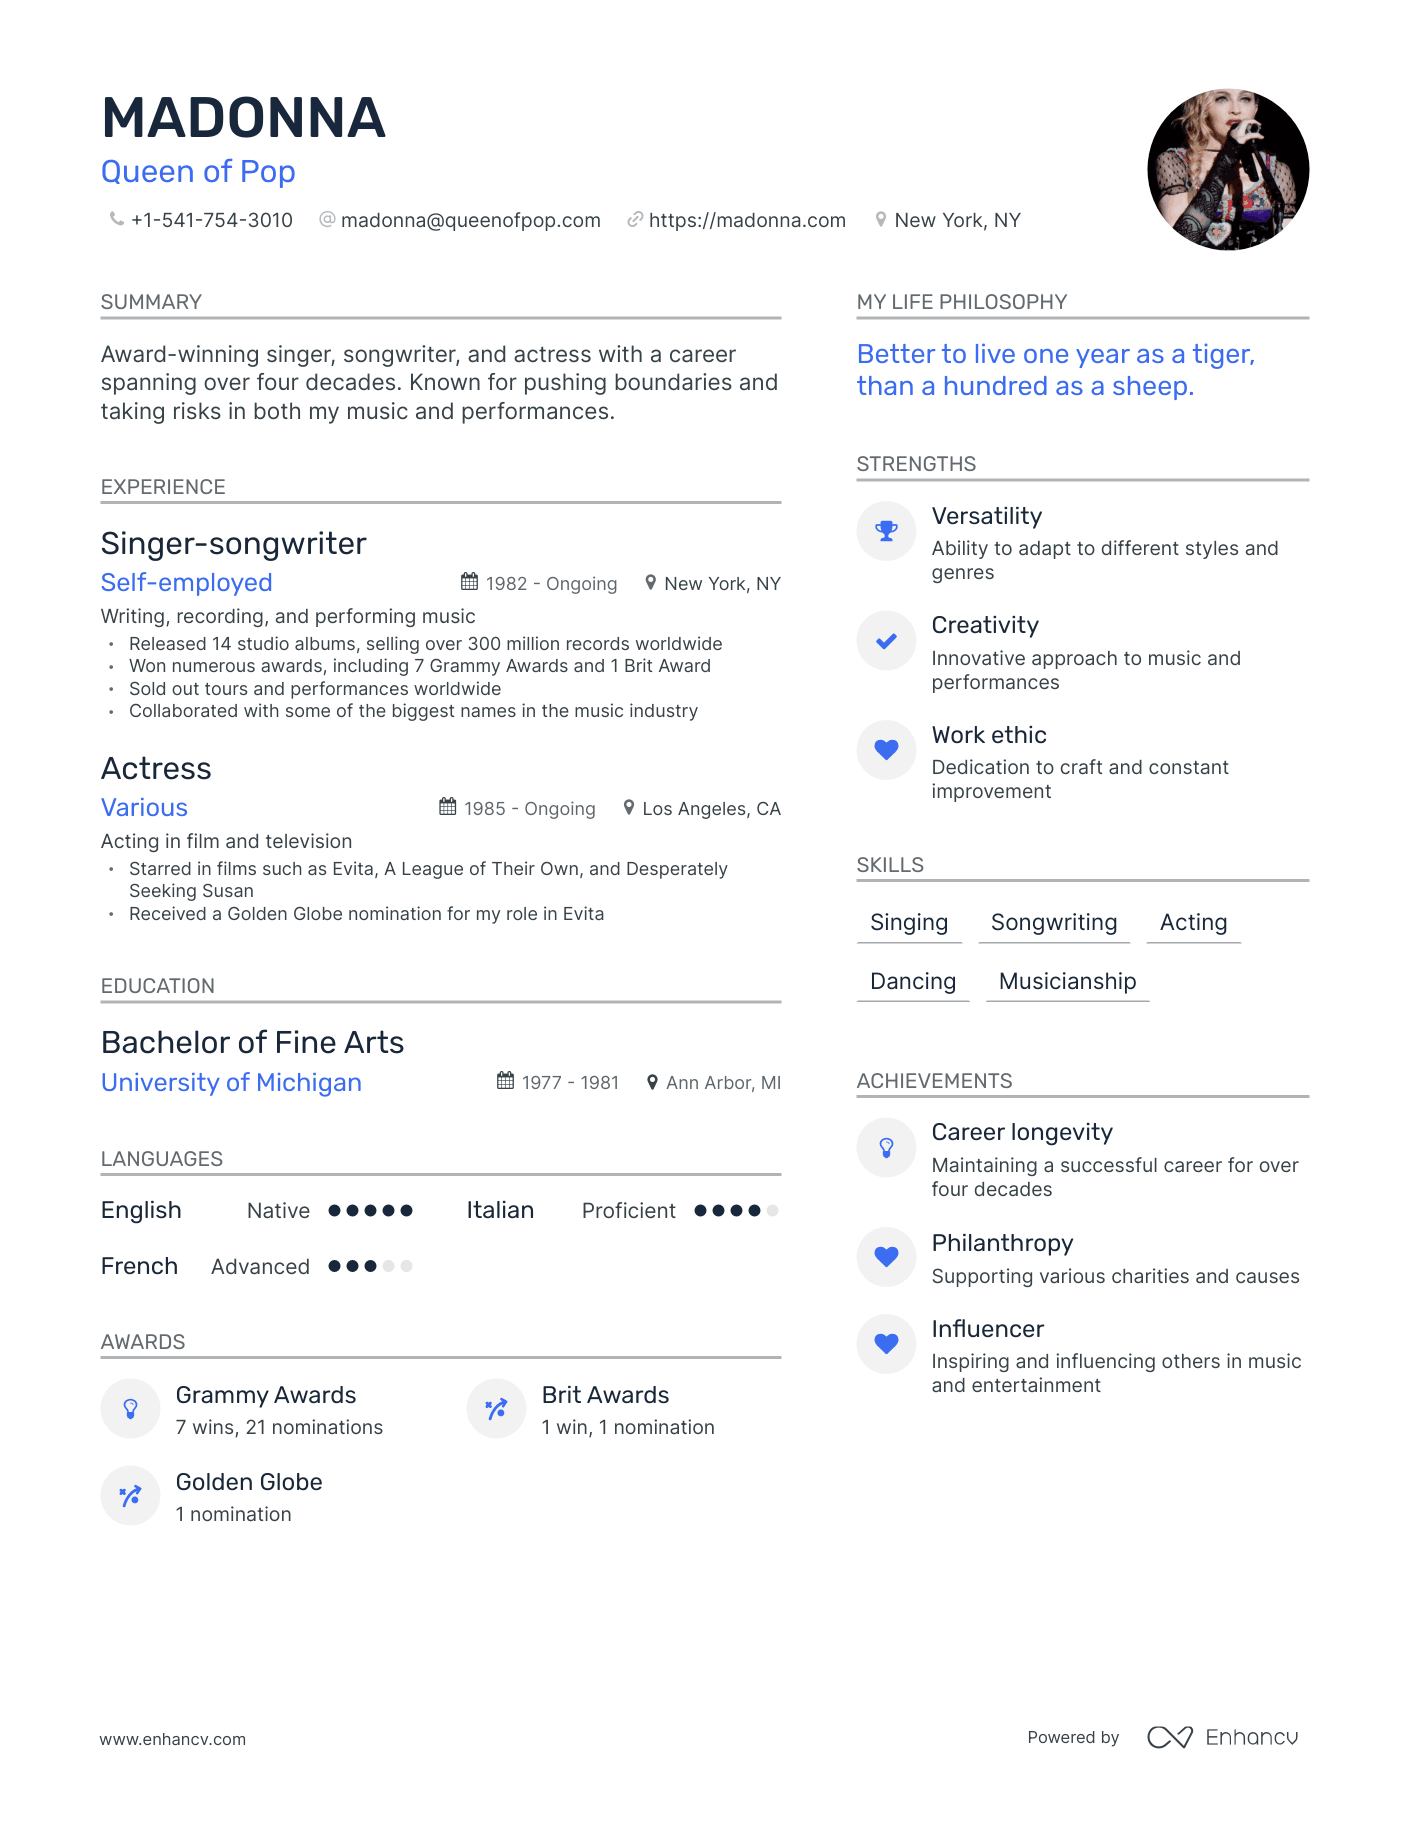 MADONNA
Queen of Pop
+1-541-754-3010 madonna@queenofpop.com https://madonna.com New York, NY
SUMMARY
Award-winning singer, songwriter, and actress with a career
spanning over four decades. Known for pushing boundaries and
taking risks in both my music and performances.
EXPERIENCE
Singer-songwriter
Self-employed 1982 - Ongoing New York, NY
Writing, recording, and performing music
• Released 14 studio albums, selling over 300 million records worldwide
• Won numerous awards, including 7 Grammy Awards and 1 Brit Award
• Sold out tours and performances worldwide
• Collaborated with some of the biggest names in the music industry
Actress
Various 1985 - Ongoing Los Angeles, CA
Acting in film and television
• Starred in films such as Evita, A League of Their Own, and Desperately
Seeking Susan
• Received a Golden Globe nomination for my role in Evita
EDUCATION
Bachelor of Fine Arts
University of Michigan 1977 - 1981 Ann Arbor, MI
LANGUAGES
English Native Italian Proficient
French Advanced
AWARDS
Grammy Awards Brit Awards
7 wins, 21 nominations 1 win, 1 nomination
Golden Globe
1 nomination
MY LIFE PHILOSOPHY
Better to live one year as a tiger,
than a hundred as a sheep.
STRENGTHS
Versatility
Ability to adapt to different styles and
genres
Creativity
Innovative approach to music and
performances
Work ethic
Dedication to craft and constant
improvement
SKILLS
Singing Songwriting Acting
Dancing Musicianship
ACHIEVEMENTS
Career longevity
Maintaining a successful career for over
four decades
Philanthropy
Supporting various charities and causes
Influencer
Inspiring and influencing others in music
and entertainment
www.enhancv.com Powered by Enhancv